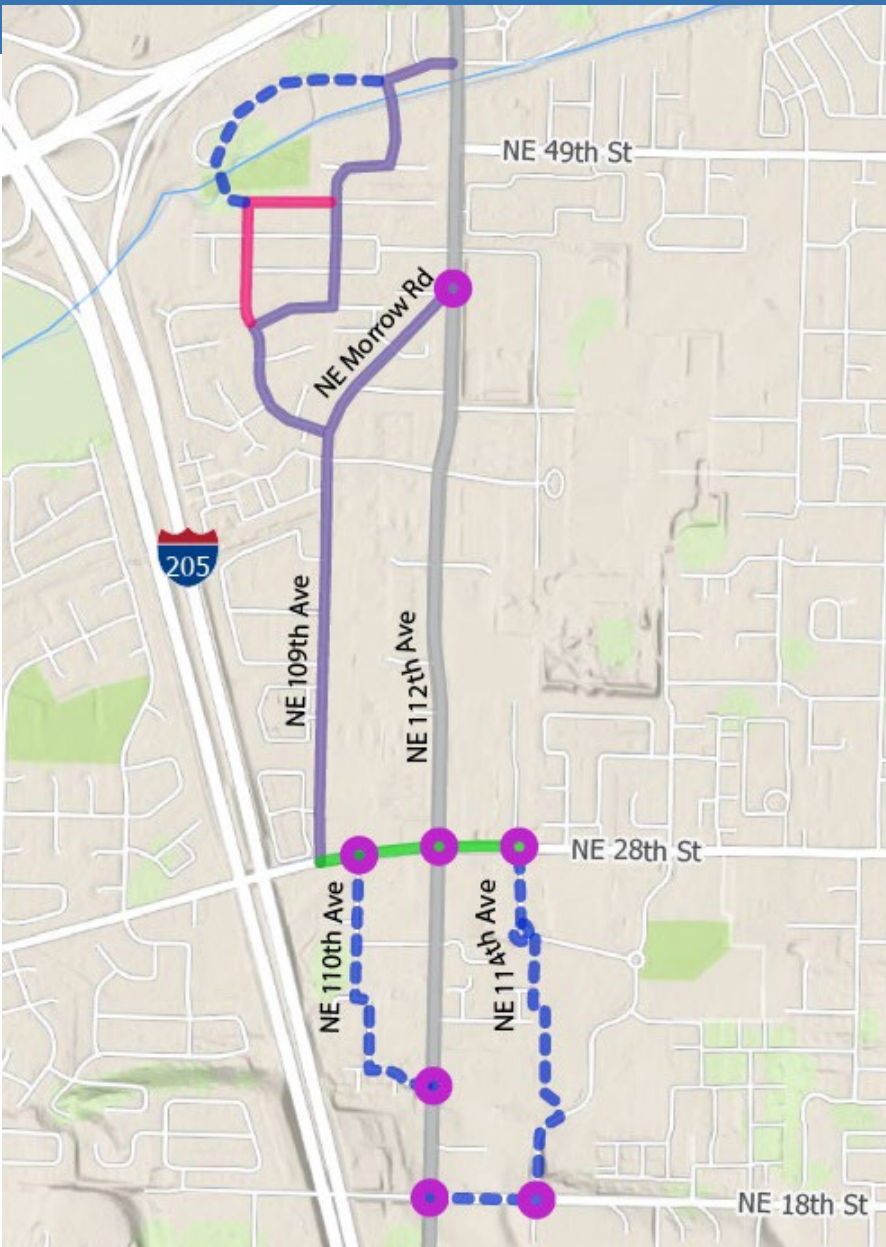 NE 49th St
NE Morrow Rd
205
NE 109th Ave
NE 112th Ave
NE 28th St
NE 110th Ave
NE 114th Ave
NE 18th St